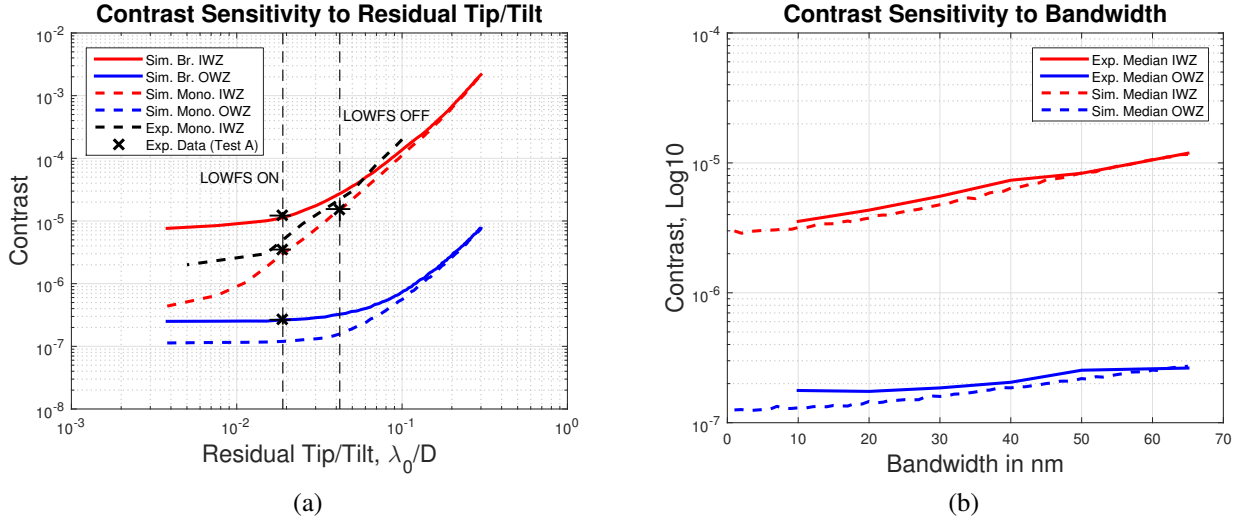 Contrast Sensitivity to Residual Tip/Tilt
10^-2
10^-3
10^-4
10^-5
10^-6
10^-7
10^-8
Contrast
Sim. Br. IWZ
Sim. Br. OWZ
Sim. Mono. IWZ
Sim. Mono. OWZ
Exp. Mono. IWZ
Exp. Data (Test A)
LOWFS OFF
LOWFS ON
10^-3
10^-2
10^-1
10^0
Residual Tip/Tilt, λ_0/D
(a)
Contrast Sensitivity to Bandwidth
10^-4
10^-5
10^-6
10^-7
Contrast, Log10
Exp. Median IWZ
Exp. Median OWZ
Sim. Median IWZ
Sim. Median OWZ
0 10 20 30 40 50 60 70
Bandwidth in nm
(b)